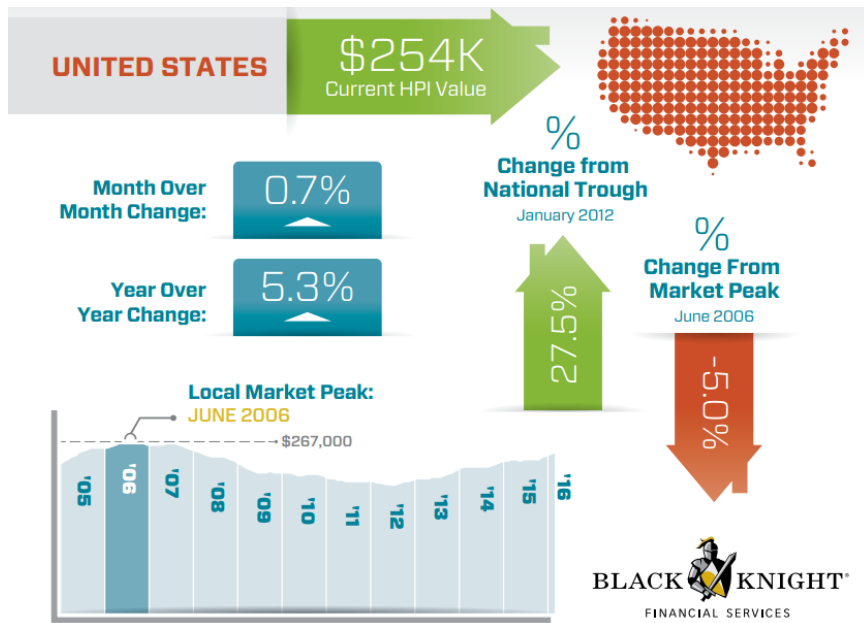 UNITED STATES
$254K
Current HPI Value
%
Change from
National Trough
January 2012
27.5%
%
Change From
Market Peak
June 2006
-5.0%
Month Over
Month Change:
0.7%
Year Over
Year Change:
5.3%
Local Market Peak:
JUNE 2006
$267,000
'05
'06
'07
'08
'09
'10
'11
'12
'13
'14
'15
'16
BLACK KNIGHT®
FINANCIAL SERVICES